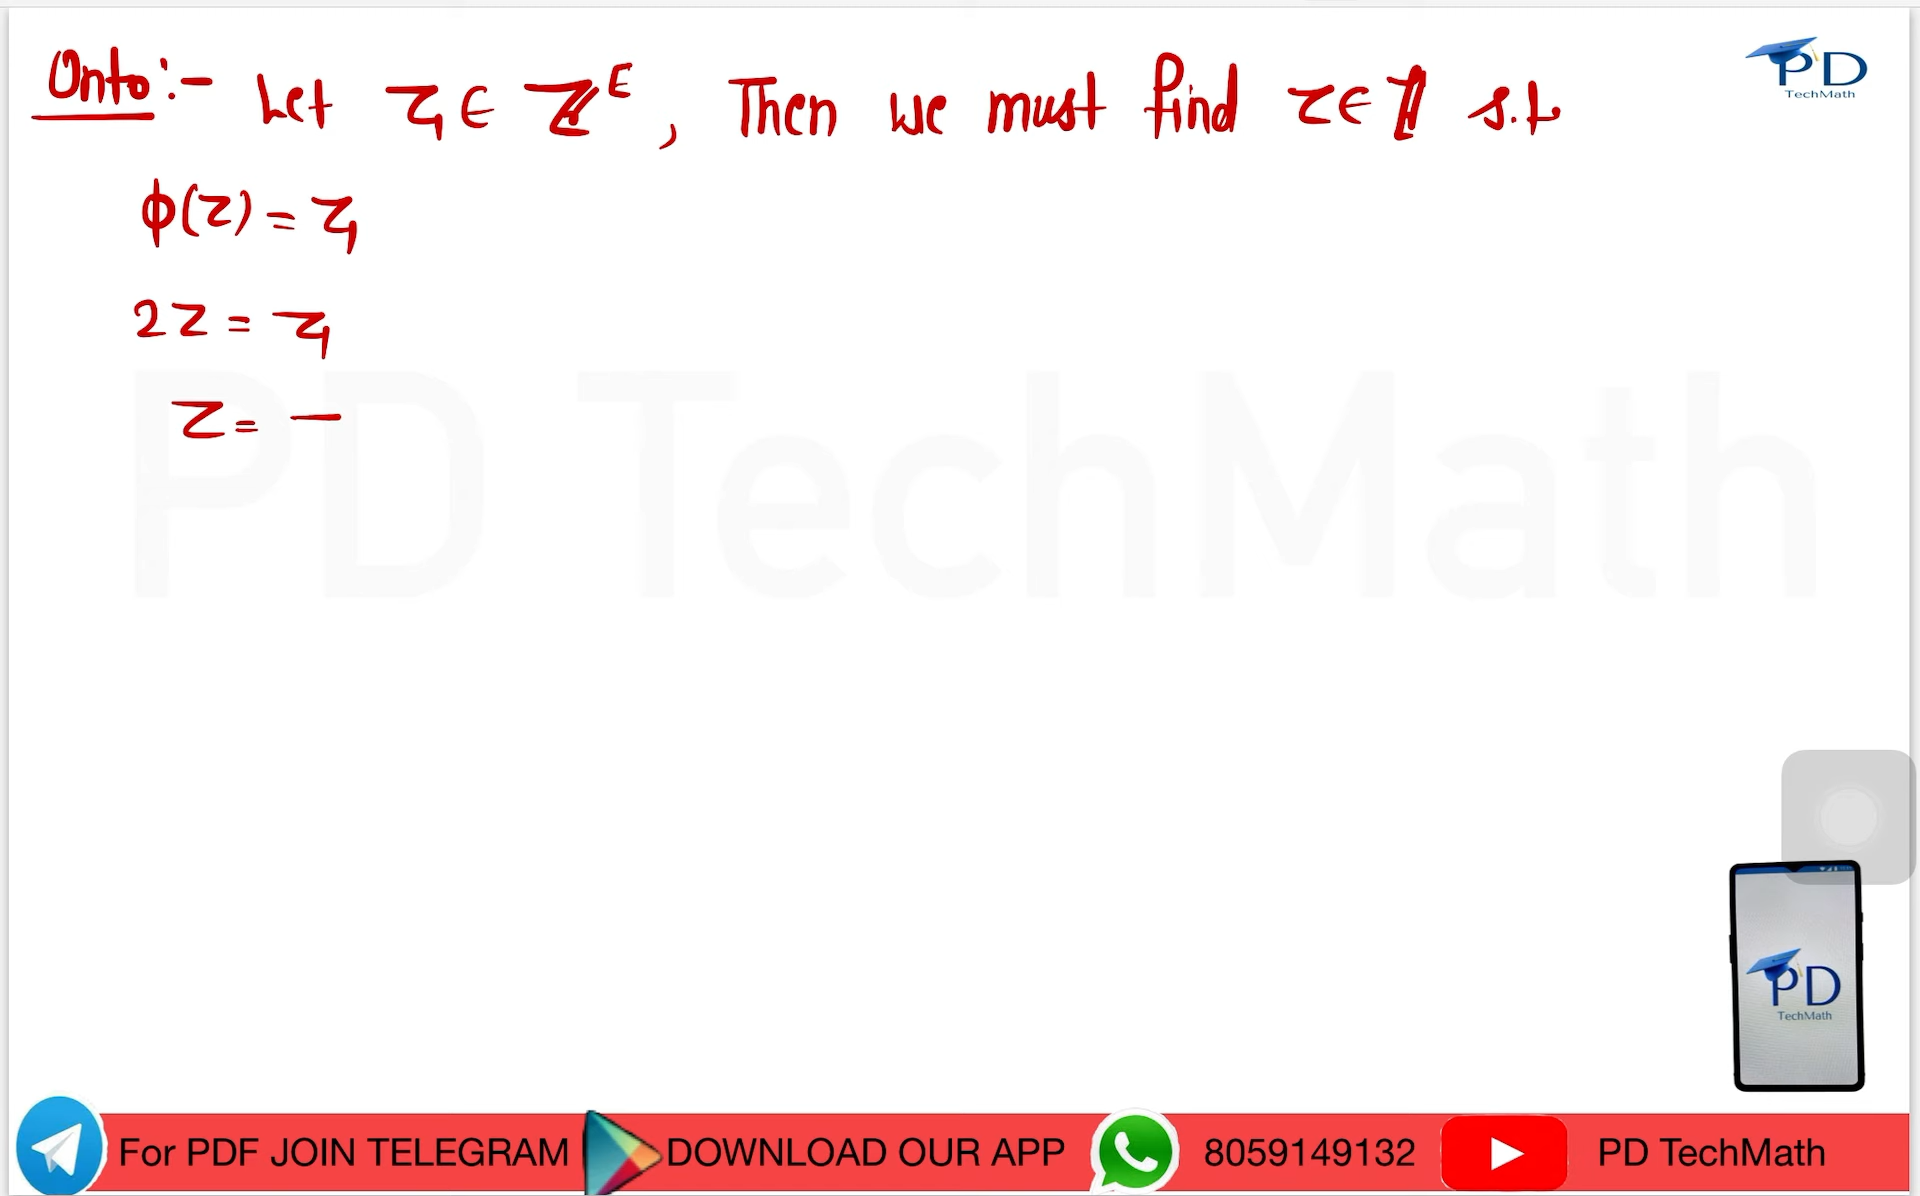 Onto:- Let z₁ ∈ ℤᴱ, Then we must find z ∈ ℤ s.t
PD
TechMath
ϕ(z) = z₁
2z = z₁
z = —
PD TechMath
PD
TechMath
For PDF JOIN TELEGRAM DOWNLOAD OUR APP 8059149132 PD TechMath